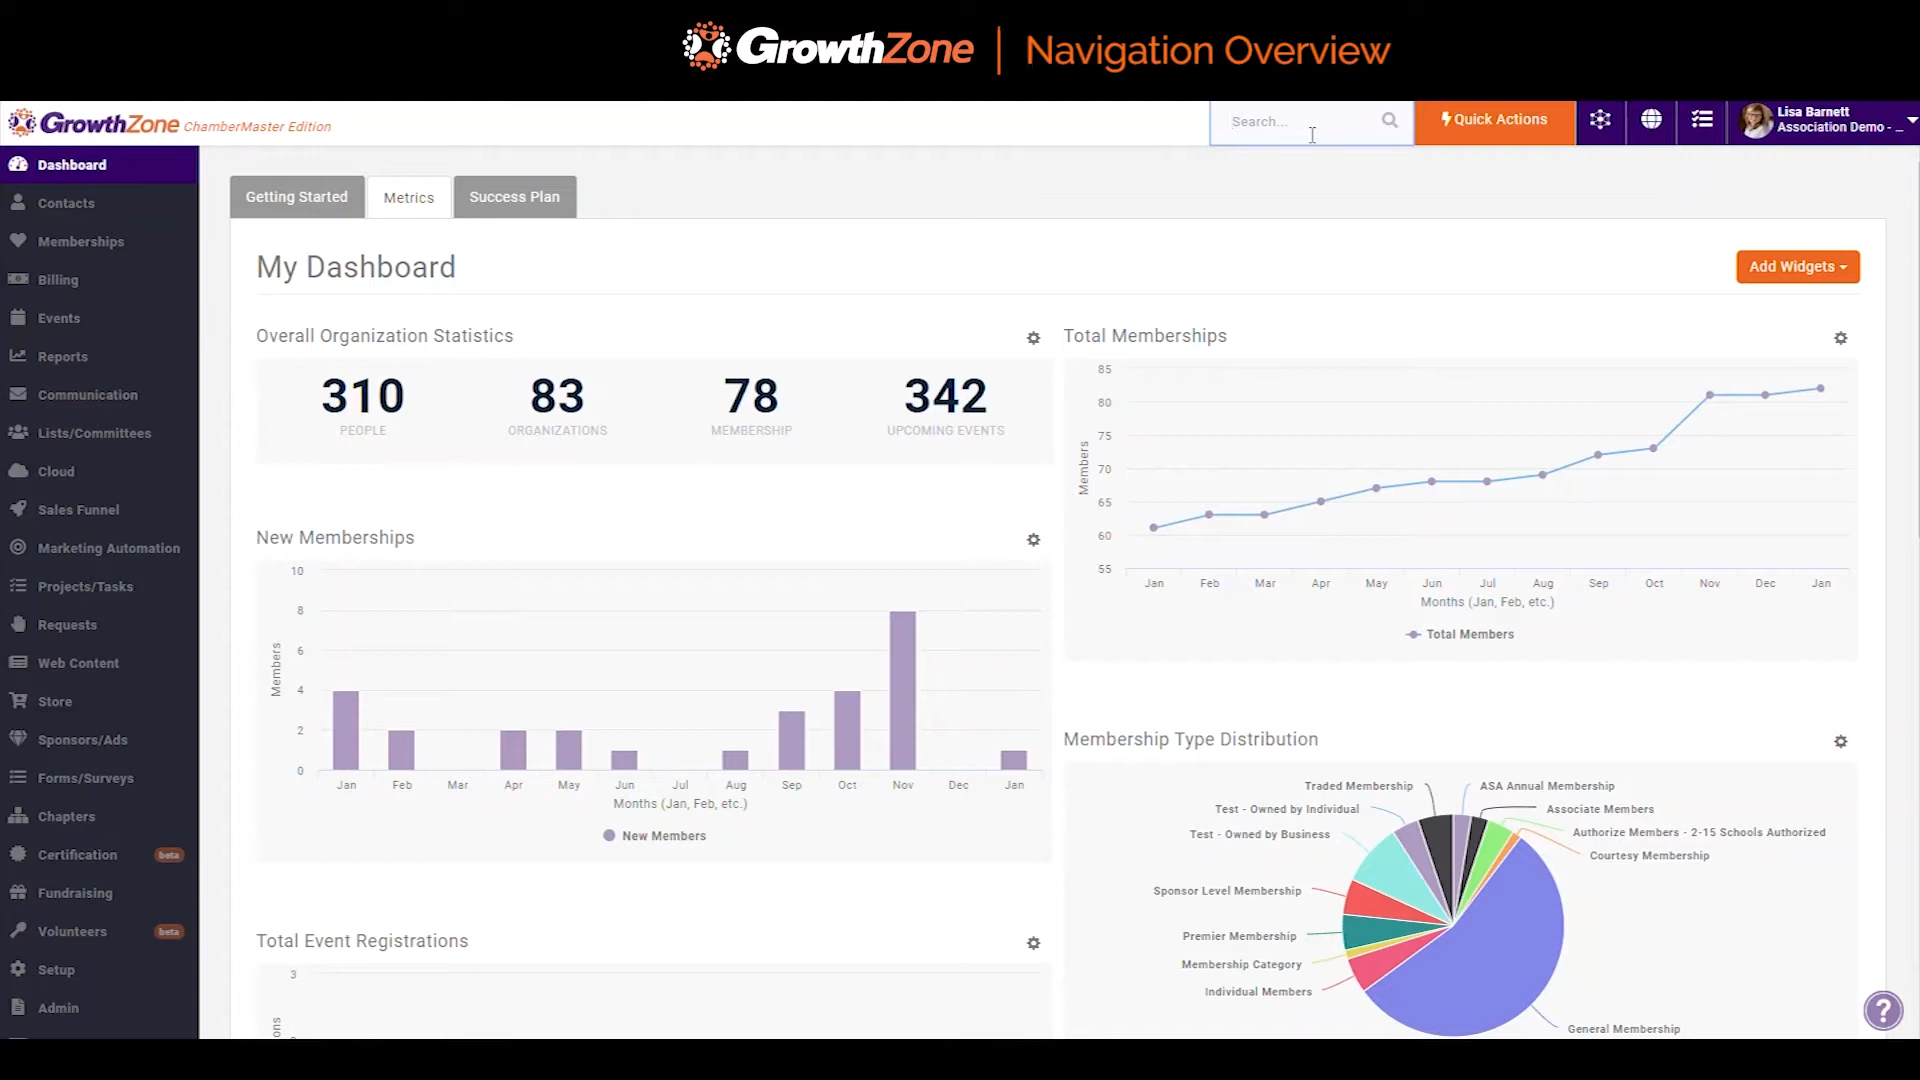 GrowthZone | Navigation Overview
GrowthZone ChamberMaster Edition
Search...
Quick Actions
Lisa Barnett
Association Demo - ...
Dashboard
Contacts
Memberships
Billing
Events
Reports
Communication
Lists/Committees
Cloud
Sales Funnel
Marketing Automation
Projects/Tasks
Requests
Web Content
Store
Sponsors/Ads
Forms/Surveys
Chapters
Certification beta
Fundraising
Volunteers beta
Setup
Admin
Getting Started
Metrics
Success Plan
My Dashboard
Add Widgets
Overall Organization Statistics
310 83 78 342
PEOPLE ORGANIZATIONS MEMBERSHIP UPCOMING EVENTS
New Memberships
10
8
6
4
2
0
Members
Jan Feb Mar Apr May Jun Jul Aug Sep Oct Nov Dec Jan
Months (Jan, Feb, etc.)
New Members
Total Event Registrations
3
Total Memberships
85
80
75
70
65
60
55
Members
Jan Feb Mar Apr May Jun Jul Aug Sep Oct Nov Dec Jan
Months (Jan, Feb, etc.)
Total Members
Membership Type Distribution
Traded Membership
Test - Owned by Individual
Test - Owned by Business
Sponsor Level Membership
Premier Membership
Membership Category
Individual Members
ASA Annual Membership
Associate Members
Authorize Members - 2-15 Schools Authorized
Courtesy Membership
General Membership
?